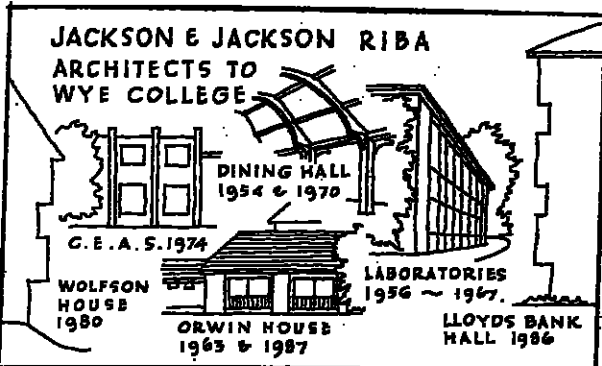 JACKSON & JACKSON RIBA
ARCHITECTS TO
WYE COLLEGE
DINING HALL
1954 & 1970
C.E.A.S. 1974
LABORATORIES
1956 ~ 1967.
WOLFSON
HOUSE
1980
ORWIN HOUSE
1963 & 1987
LLOYDS BANK
HALL 1986